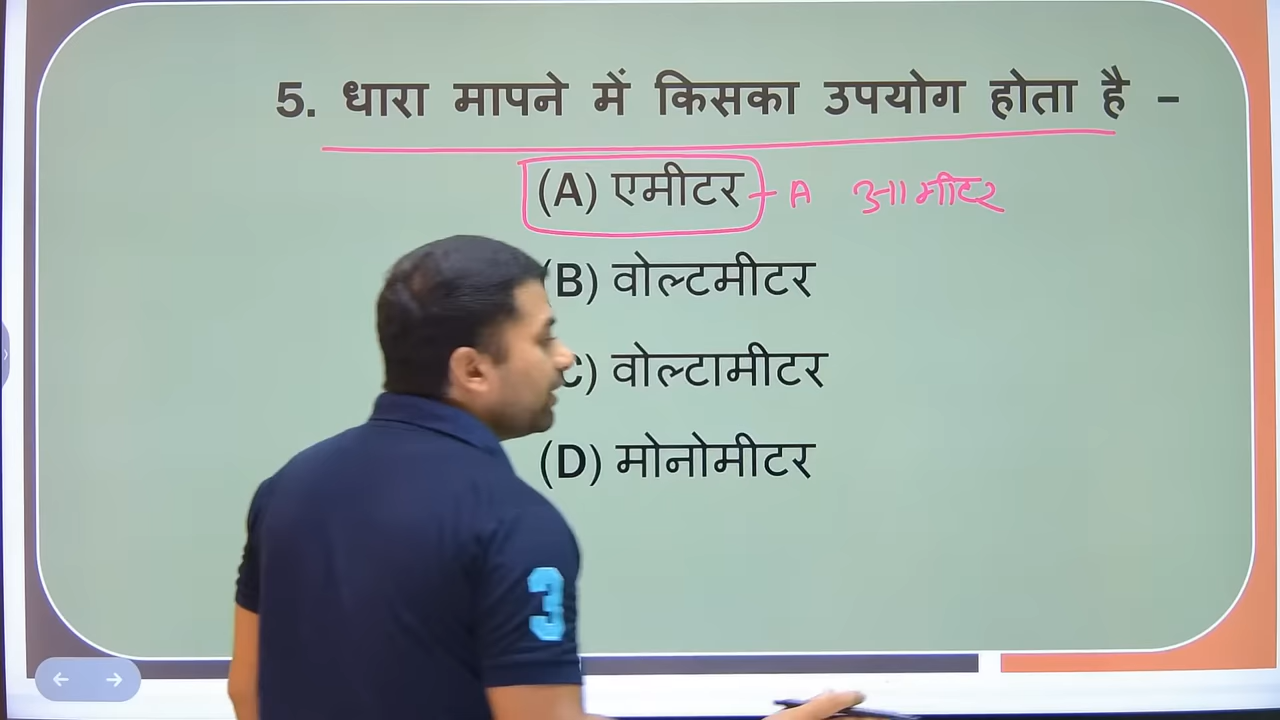 5. धारा मापने में किसका उपयोग होता है –
(A) एमीटर - A आमीटर
(B) वोल्टमीटर
C) वोल्टामीटर
(D) मोनोमीटर
3